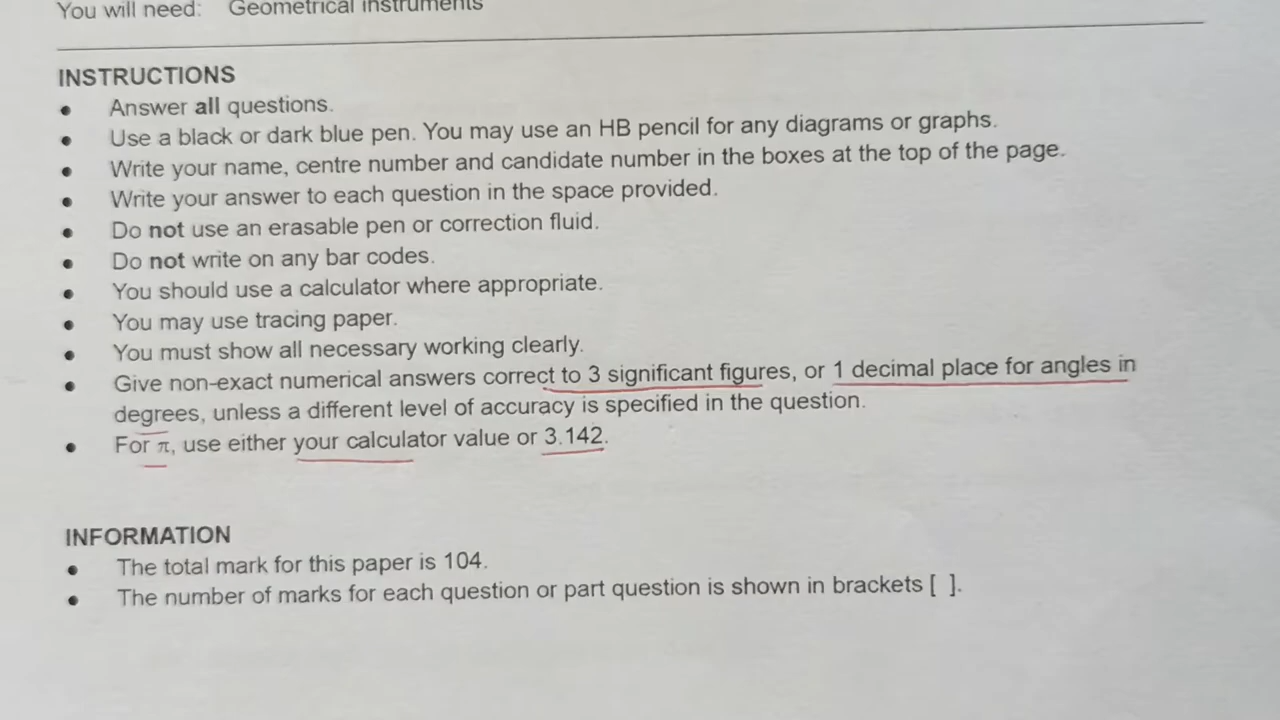 You will need: Geometrical instruments
INSTRUCTIONS
● Answer all questions.
● Use a black or dark blue pen. You may use an HB pencil for any diagrams or graphs.
● Write your name, centre number and candidate number in the boxes at the top of the page.
● Write your answer to each question in the space provided.
● Do not use an erasable pen or correction fluid.
● Do not write on any bar codes.
● You should use a calculator where appropriate.
● You may use tracing paper.
● You must show all necessary working clearly.
● Give non-exact numerical answers correct to 3 significant figures, or 1 decimal place for angles in
degrees, unless a different level of accuracy is specified in the question.
● For π, use either your calculator value or 3.142.
INFORMATION
● The total mark for this paper is 104.
● The number of marks for each question or part question is shown in brackets [ ].